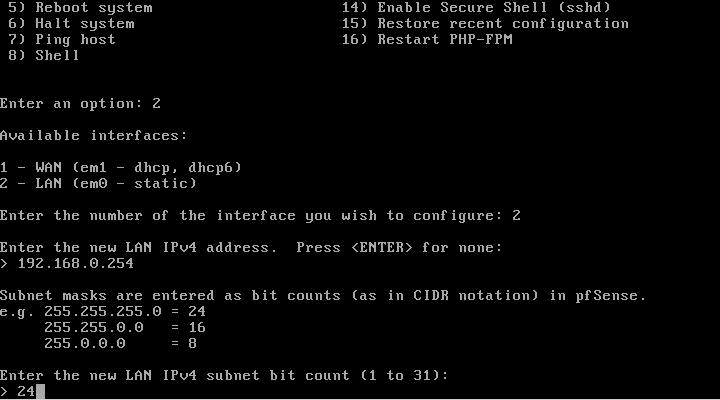 5) Reboot system                     14) Enable Secure Shell (sshd)
6) Halt system                       15) Restore recent configuration
7) Ping host                         16) Restart PHP-FPM
8) Shell
Enter an option: 2
Available interfaces:
1 - WAN (em1 - dhcp, dhcp6)
2 - LAN (em0 - static)
Enter the number of the interface you wish to configure: 2
Enter the new LAN IPv4 address.  Press <ENTER> for none:
> 192.168.0.254
Subnet masks are entered as bit counts (as in CIDR notation) in pfSense.
e.g. 255.255.255.0 = 24
     255.255.0.0   = 16
     255.0.0.0     = 8
Enter the new LAN IPv4 subnet bit count (1 to 31):
> 24